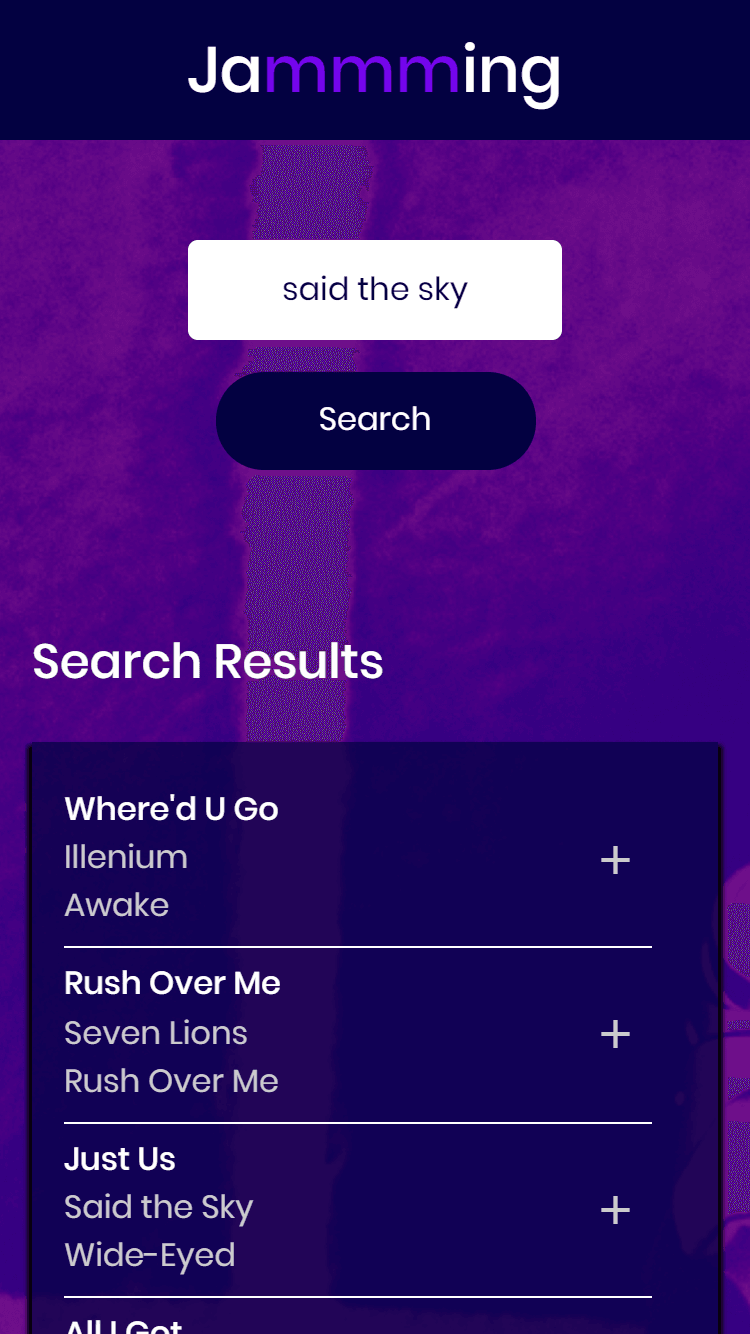 Jammming
said the sky
Search
Search Results
Where'd U Go
Illenium
Awake
+
Rush Over Me
Seven Lions
Rush Over Me
+
Just Us
Said the Sky
Wide-Eyed
+
All I Got